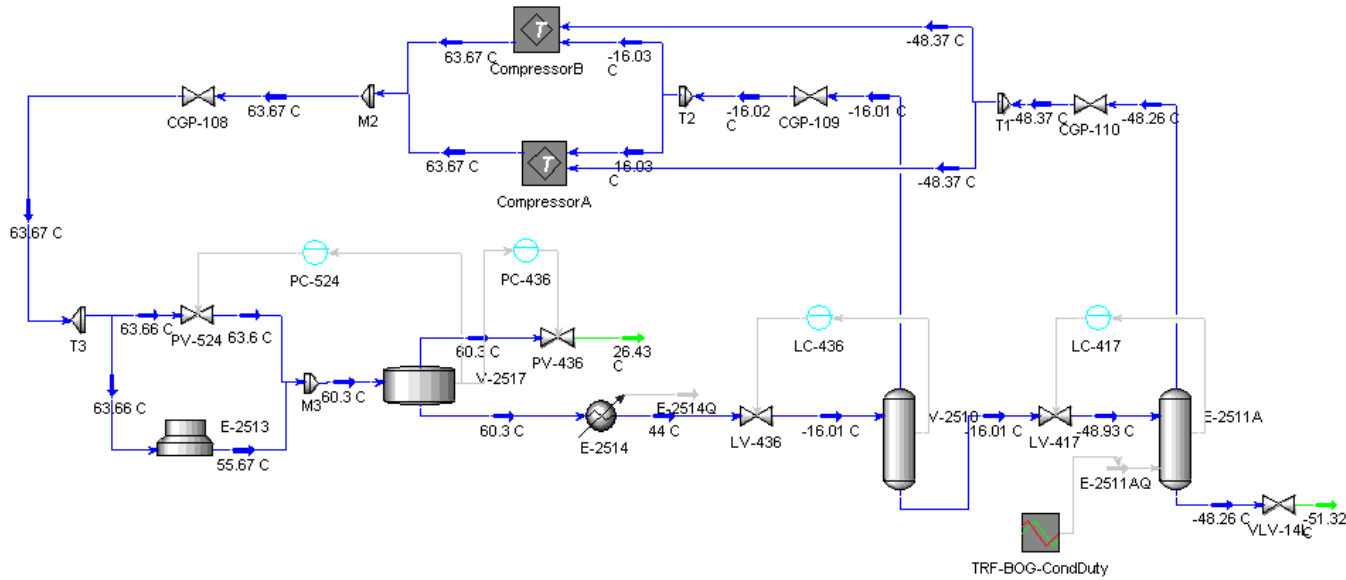 -48.37 C
63.67 C
-16.03
C
CompressorB
63.67 C
M2
T2
-16.02
C
-16.01 C
CGP-109
T1
-48.37 C
-48.26 C
CGP-110
CGP-108
63.67 C
16.03
C
-48.37 C
CompressorA
63.67 C
PC-524
PC-436
LC-436
LC-417
T3
63.66 C
PV-524
63.6 C
60.3 C
PV-436
26.43
C
V-2517
M3
60.3 C
63.66 C
E-2513
55.67 C
60.3 C
E-2514
E-2514Q
44 C
LV-436
-16.01 C
V-2510
-16.01 C
LV-417
-48.93 C
E-2511A
E-2511AQ
-48.26 C
-51.32
C
TRF-BOG-CondDuty